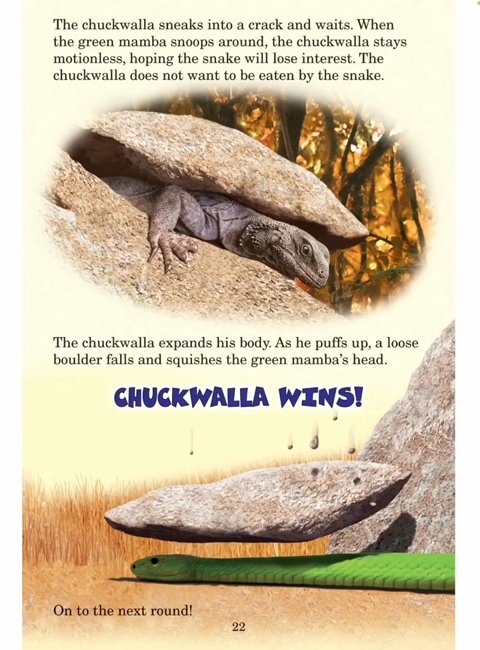 The chuckwalla sneaks into a crack and waits. When
the green mamba snoops around, the chuckwalla stays
motionless, hoping the snake will lose interest. The
chuckwalla does not want to be eaten by the snake.
The chuckwalla expands his body. As he puffs up, a loose
boulder falls and squishes the green mamba's head.
CHUCKWALLA WINS!
On to the next round!
22